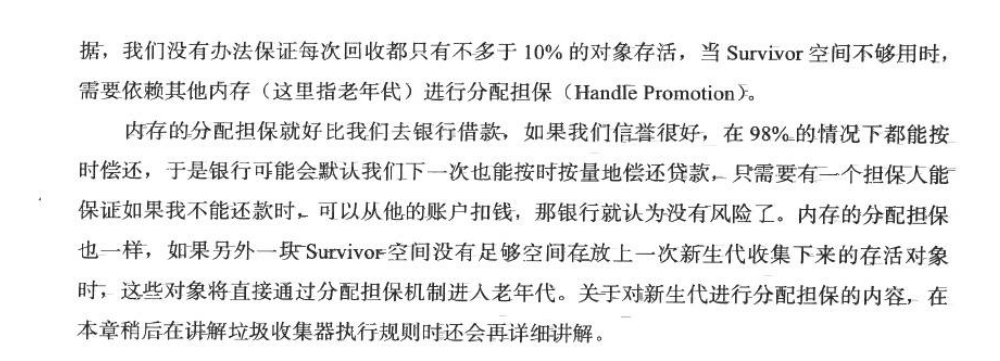 据，我们没有办法保证每次回收都只有不多于 10% 的对象存活，当 Survivor 空间不够用时，
需要依赖其他内存（这里指老年代）进行分配担保（Handle Promotion）。
内存的分配担保就好比我们去银行借款，如果我们信誉很好，在 98% 的情况下都能按
时偿还，于是银行可能会默认我们下一次也能按时按量地偿还贷款，只需要有一个担保人能
保证如果我不能还款时，可以从他的账户扣钱，那银行就认为没有风险了。内存的分配担保
也一样，如果另外一块 Survivor 空间没有足够空间存放上一次新生代收集下来的存活对象
时，这些对象将直接通过分配担保机制进入老年代。关于对新生代进行分配担保的内容，在
本章稍后在讲解垃圾收集器执行规则时还会再详细讲解。